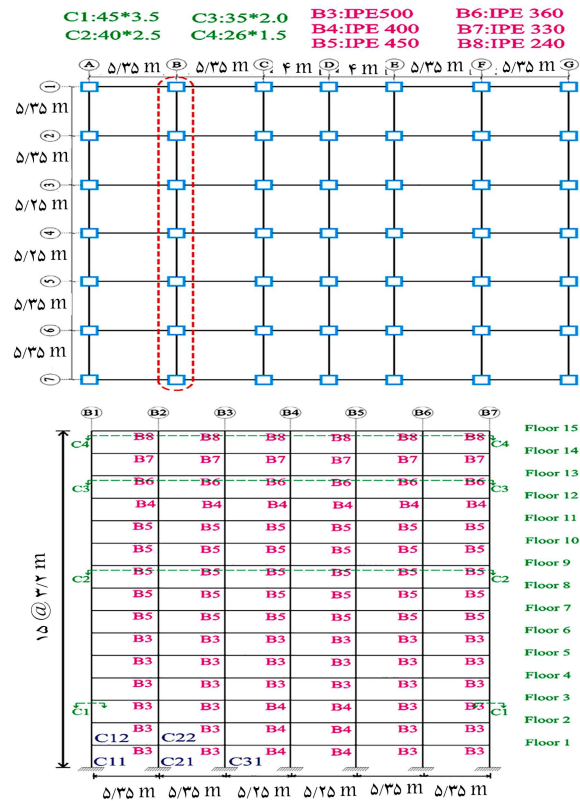 C1:45*3.5 C3:35*2.0 B3:IPE500 B6:IPE 360
C2:40*2.5 C4:26*1.5 B4:IPE 400 B7:IPE 330
B5:IPE 450 B8:IPE 240
A ۵/۳۵ m B ۵/۳۵ m C ۴ m D ۴ m E ۵/۳۵ m F ۵/۳۵ m G
1
۵/۳۵ m
2
۵/۳۵ m
3
۵/۲۵ m
4
۵/۲۵ m
5
۵/۳۵ m
6
۵/۳۵ m
7
B1 B2 B3 B4 B5 B6 B7
Floor 15
C4 B8 B8 B8 B8 B8 B8 C4
Floor 14
B7 B7 B7 B7 B7 B7
Floor 13
C3 B6 B6 B6 B6 B6 B6 C3
Floor 12
B4 B4 B4 B4 B4 B4
Floor 11
B5 B5 B5 B5 B5 B5
Floor 10
B5 B5 B5 B5 B5 B5
Floor 9
C2 B5 B5 B5 B5 B5 B5 C2
Floor 8
B5 B5 B5 B5 B5 B5
Floor 7
B5 B5 B5 B5 B5 B5
Floor 6
B3 B3 B3 B3 B3 B3
Floor 5
B3 B3 B3 B3 B3 B3
Floor 4
B3 B3 B3 B3 B3 B3
Floor 3
C1 B3 B3 B4 B4 B3 B3 C1
Floor 2
C12 B3 C22 B3 B4 B4 B3 B3
Floor 1
C11 B3 C21 B3 C31 B4 B4 B3 B3
۱۵ @ ۳/۲ m
۵/۳۵ m ۵/۳۵ m ۵/۲۵ m ۵/۲۵ m ۵/۳۵ m ۵/۳۵ m